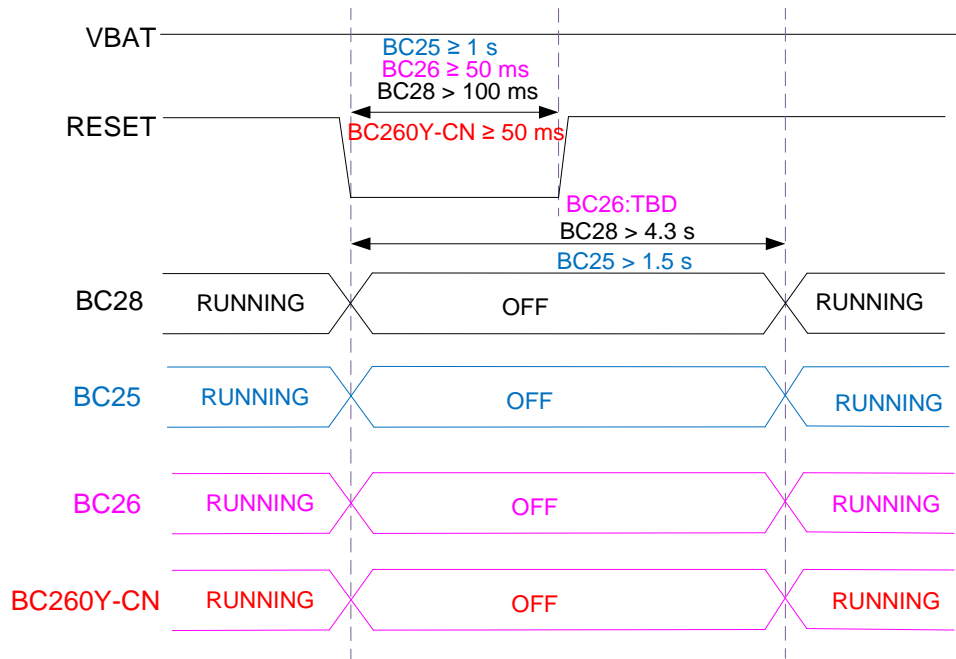 VBAT
BC25 ≥ 1 s
BC26 ≥ 50 ms
BC28 > 100 ms
RESET
BC260Y-CN ≥ 50 ms
BC26:TBD
BC28 > 4.3 s
BC25 > 1.5 s
BC28 RUNNING OFF RUNNING
BC25 RUNNING OFF RUNNING
BC26 RUNNING OFF RUNNING
BC260Y-CN RUNNING OFF RUNNING